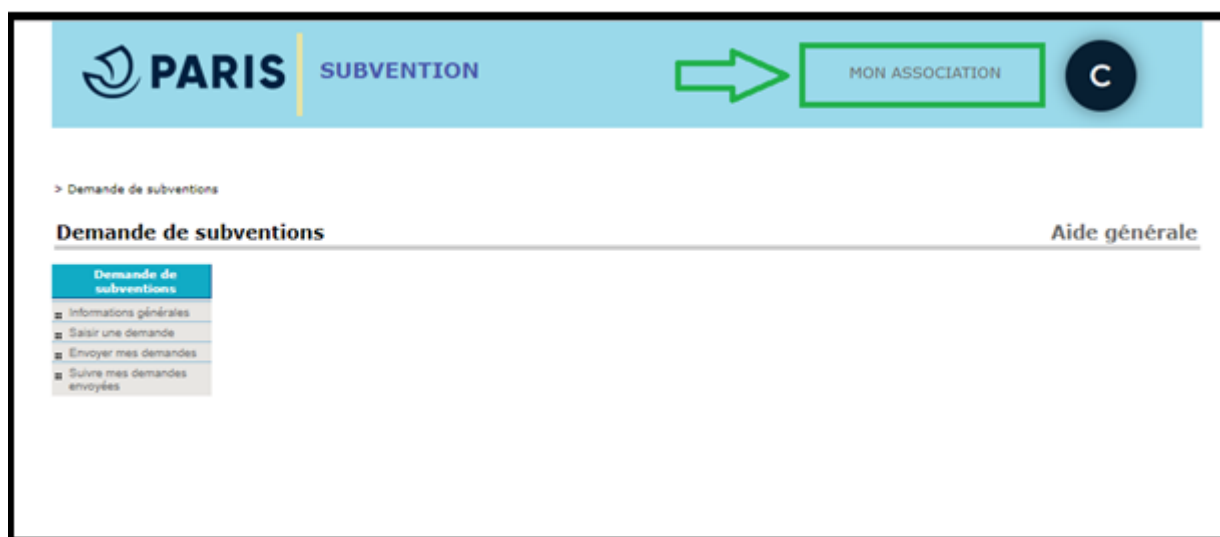 PARIS
SUBVENTION
MON ASSOCIATION
C
> Demande de subventions
Demande de subventions
Aide générale
Demande de
subventions
Informations générales
Saisir une demande
Envoyer mes demandes
Suivre mes demandes
envoyées